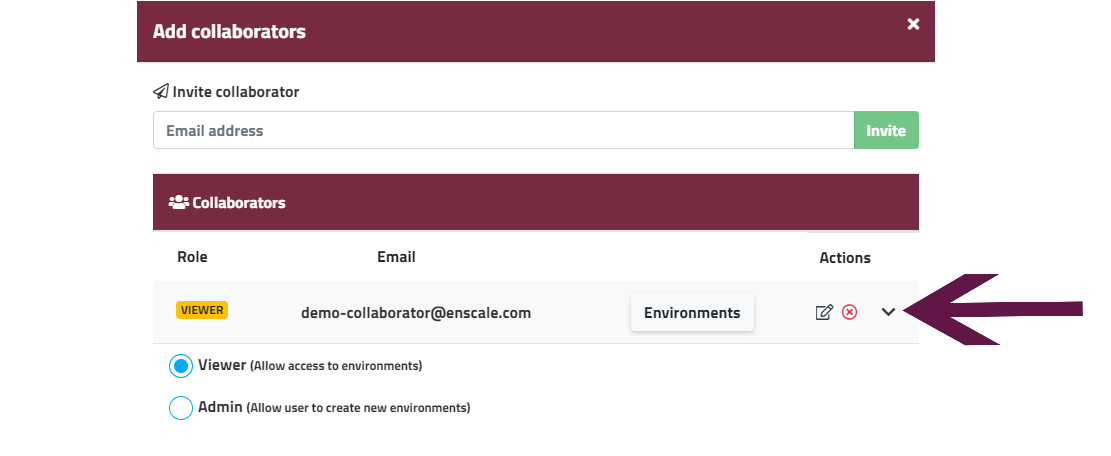 Add collaborators
Invite collaborator
Email address
Invite
Collaborators
Role Email Actions
VIEWER demo-collaborator@enscale.com Environments
Viewer (Allow access to environments)
Admin (Allow user to create new environments)